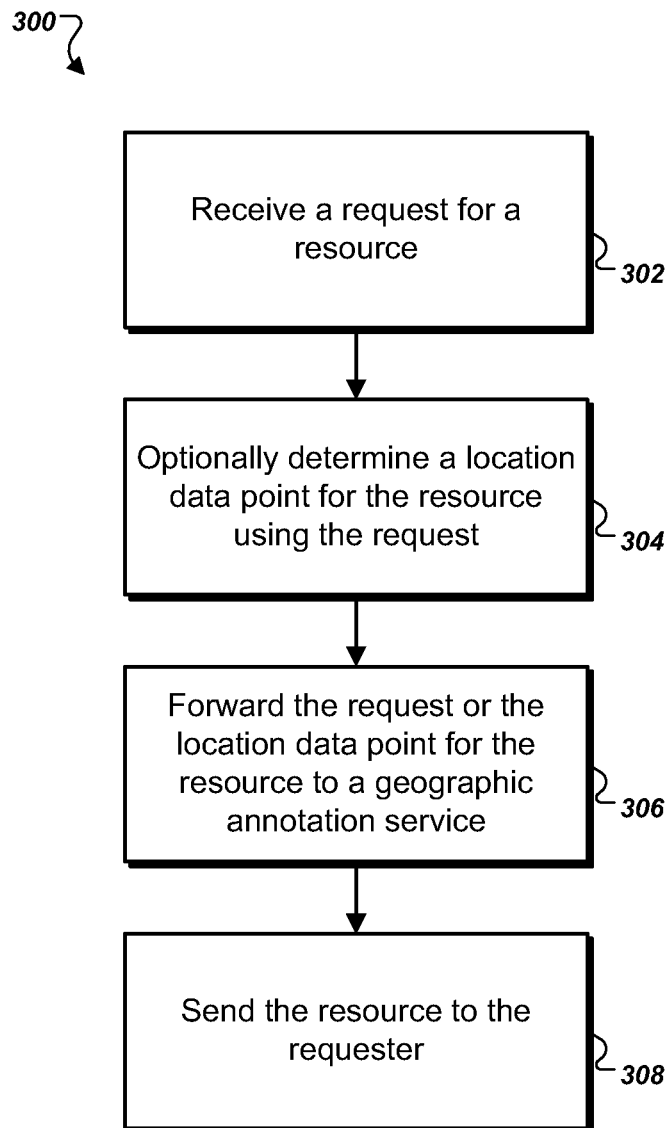 300
Receive a request for a
resource
302
Optionally determine a location
data point for the resource
using the request
304
Forward the request or the
location data point for the
resource to a geographic
annotation service
306
Send the resource to the
requester
308